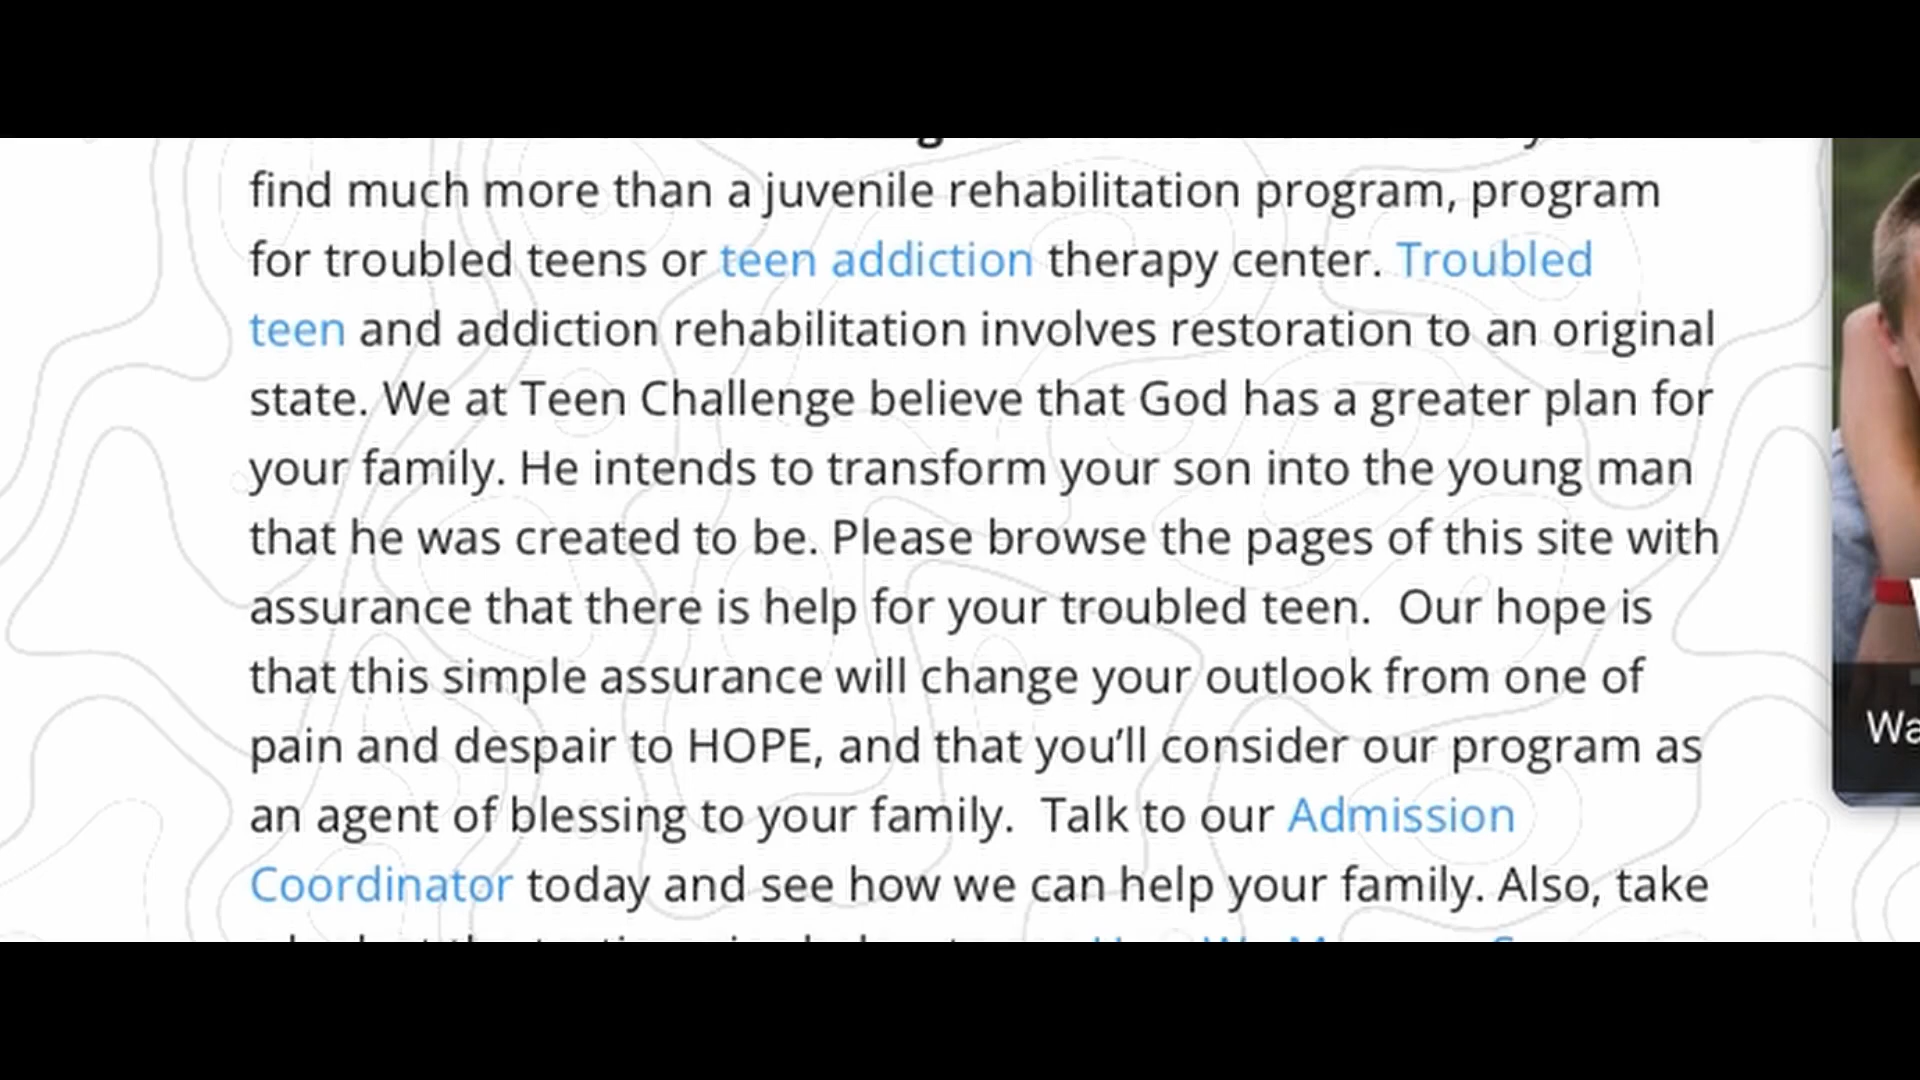 find much more than a juvenile rehabilitation program, program
for troubled teens or teen addiction therapy center. Troubled
teen and addiction rehabilitation involves restoration to an original
state. We at Teen Challenge believe that God has a greater plan for
your family. He intends to transform your son into the young man
that he was created to be. Please browse the pages of this site with
assurance that there is help for your troubled teen.  Our hope is
that this simple assurance will change your outlook from one of
pain and despair to HOPE, and that you’ll consider our program as
an agent of blessing to your family.  Talk to our Admission
Coordinator today and see how we can help your family. Also, take
Wa